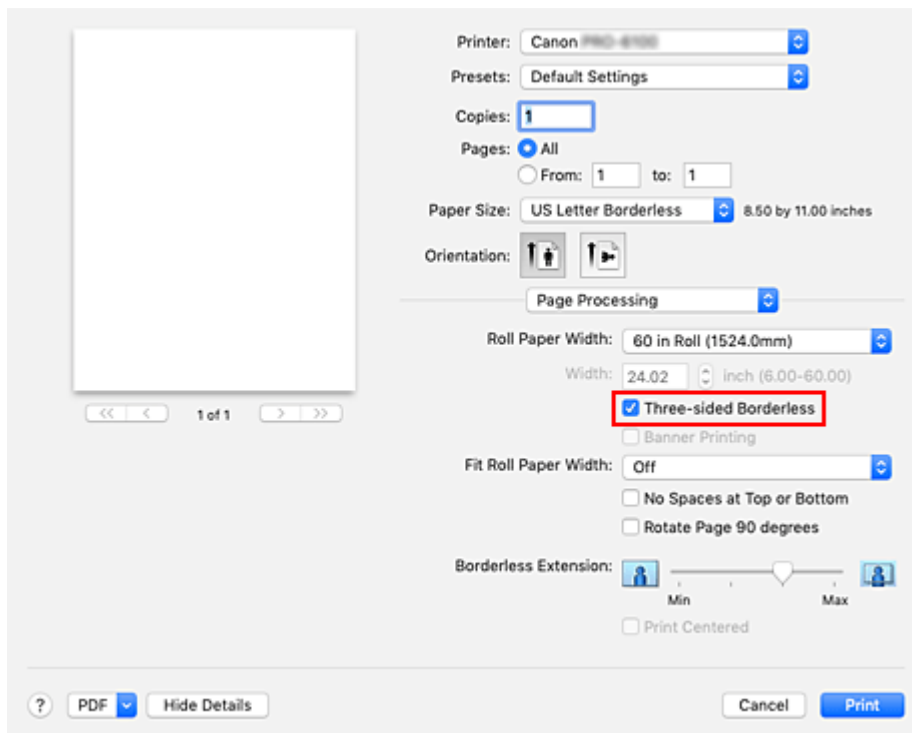 Printer: Canon
Presets: Default Settings
Copies: 1
Pages: All
From: 1 to: 1
Paper Size: US Letter Borderless 8.50 by 11.00 inches
Orientation:
Page Processing
Roll Paper Width: 60 in Roll (1524.0mm)
Width: 24.02 inch (6.00-60.00)
<< < 1 of 1 > >>
Three-sided Borderless
Banner Printing
Fit Roll Paper Width: Off
No Spaces at Top or Bottom
Rotate Page 90 degrees
Borderless Extension:
Min Max
Print Centered
? PDF Hide Details Cancel Print